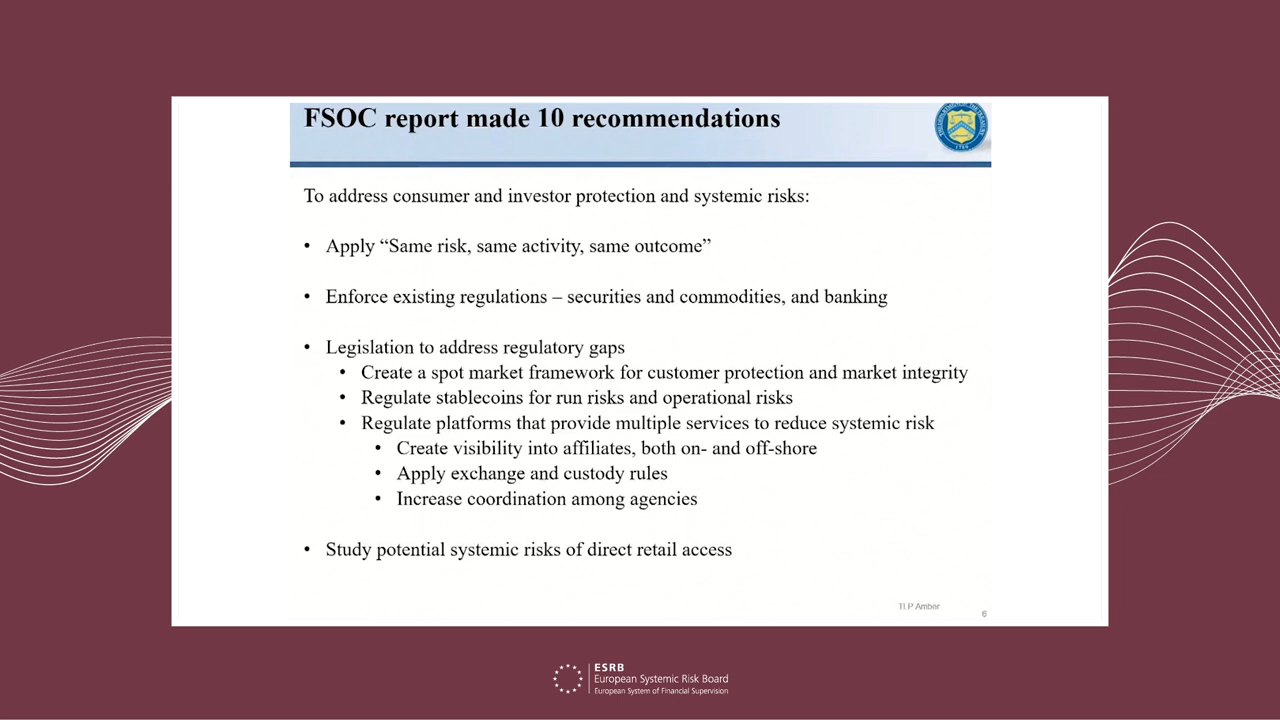 FSOC report made 10 recommendations
To address consumer and investor protection and systemic risks:
• Apply “Same risk, same activity, same outcome”
• Enforce existing regulations – securities and commodities, and banking
• Legislation to address regulatory gaps
• Create a spot market framework for customer protection and market integrity
• Regulate stablecoins for run risks and operational risks
• Regulate platforms that provide multiple services to reduce systemic risk
• Create visibility into affiliates, both on- and off-shore
• Apply exchange and custody rules
• Increase coordination among agencies
• Study potential systemic risks of direct retail access
TLP Amber
6
ESRB
European Systemic Risk Board
European System of Financial Supervision